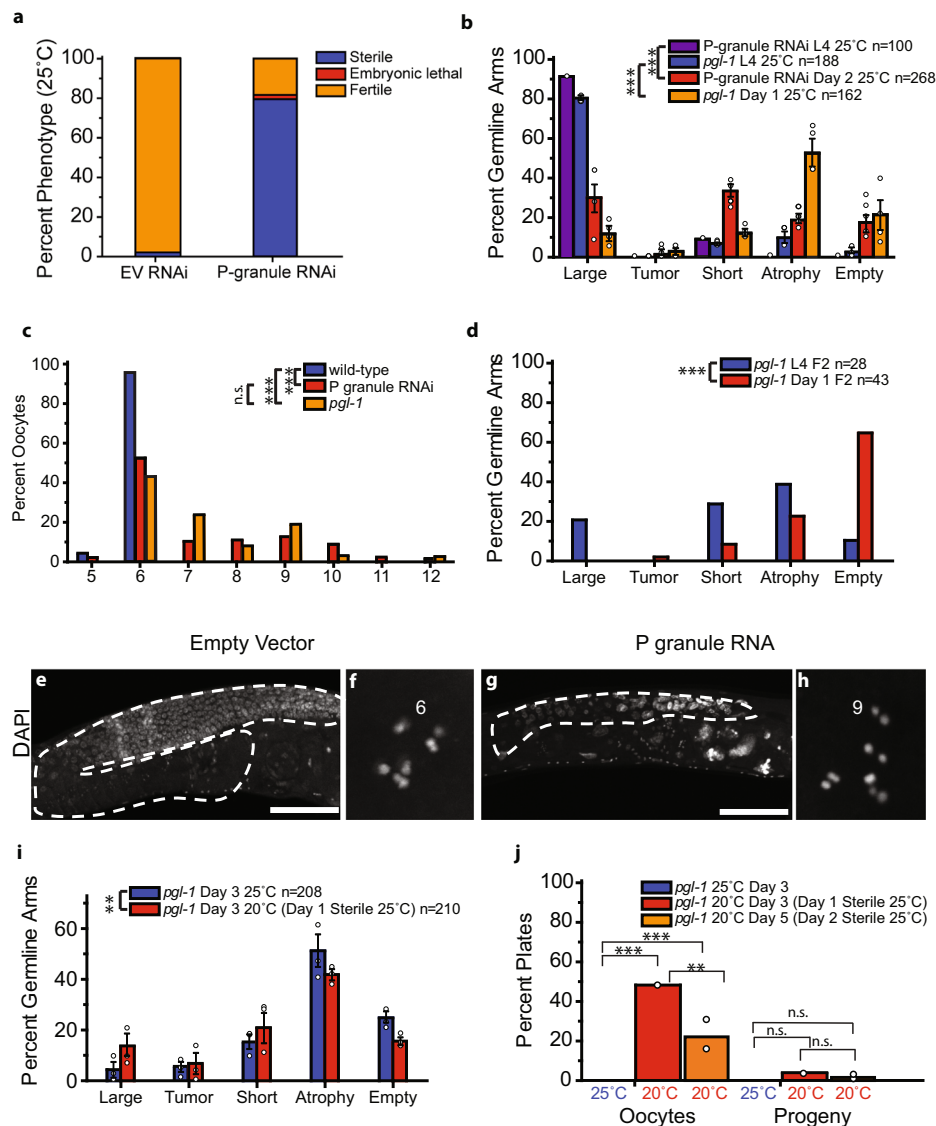 a
Percent Phenotype (25˚C)
100
80
60
40
20
0
EV RNAi
P-granule RNAi
Sterile
Embryonic lethal
Fertile
b
Percent Germline Arms
100
80
60
40
20
0
Large
Tumor
Short
Atrophy
Empty
***
***
P-granule RNAi L4 25˚C n=100
pgl-1 L4 25˚C n=188
P-granule RNAi Day 2 25˚C n=268
pgl-1 Day 1 25˚C n=162
c
Percent Oocytes
100
80
60
40
20
0
5
6
7
8
9
10
11
12
n.s.
***
***
wild-type
P granule RNAi
pgl-1
d
Percent Germline Arms
100
80
60
40
20
0
Large
Tumor
Short
Atrophy
Empty
***
pgl-1 L4 F2 n=28
pgl-1 Day 1 F2 n=43
Empty Vector
P granule RNA
DAPI
e
f
6
g
h
9
i
Percent Germline Arms
60
40
20
0
Large
Tumor
Short
Atrophy
Empty
**
pgl-1 Day 3 25˚C n=208
pgl-1 Day 3 20˚C (Day 1 Sterile 25˚C) n=210
j
Percent Plates
100
80
60
40
20
0
pgl-1 25˚C Day 3
pgl-1 20˚C Day 3 (Day 1 Sterile 25˚C)
pgl-1 20˚C Day 5 (Day 2 Sterile 25˚C)
***
***
**
n.s.
n.s.
n.s.
25˚C 20˚C 20˚C 25˚C 20˚C 20˚C
Oocytes
Progeny